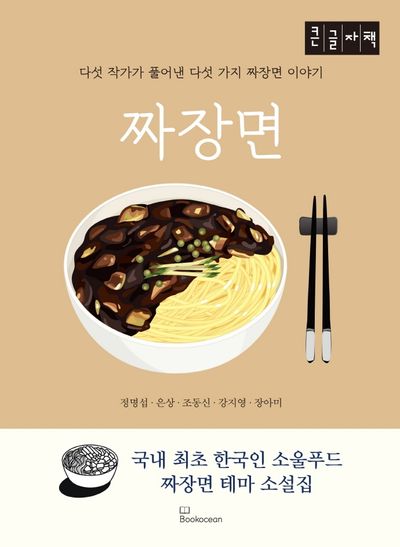 큰글자책
다섯 작가가 풀어낸 다섯 가지 짜장면 이야기
짜장면
정명섭 · 은상 · 조동신 · 강지영 · 장아미
국내 최초 한국인 소울푸드
짜장면 테마 소설집
Bookocean